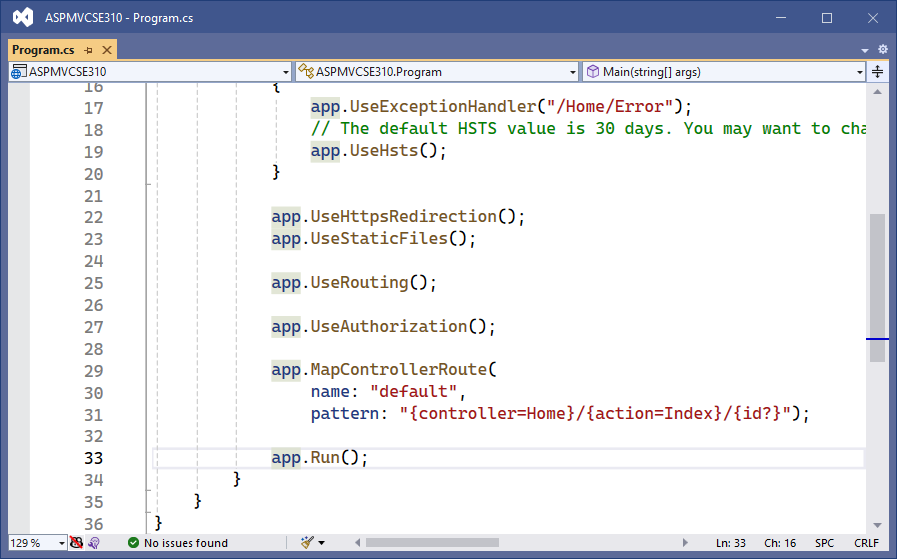 ASPMVCSE310 - Program.cs
Program.cs
ASPMVCSE310
ASPMVCSE310.Program
Main(string[] args)
16 {
17 app.UseExceptionHandler("/Home/Error");
18 // The default HSTS value is 30 days. You may want to cha
19 app.UseHsts();
20 }
21
22 app.UseHttpsRedirection();
23 app.UseStaticFiles();
24
25 app.UseRouting();
26
27 app.UseAuthorization();
28
29 app.MapControllerRoute(
30 name: "default",
31 pattern: "{controller=Home}/{action=Index}/{id?}");
32
33 app.Run();
34 }
35 }
36 }
129 %
No issues found
Ln: 33
Ch: 16
SPC
CRLF